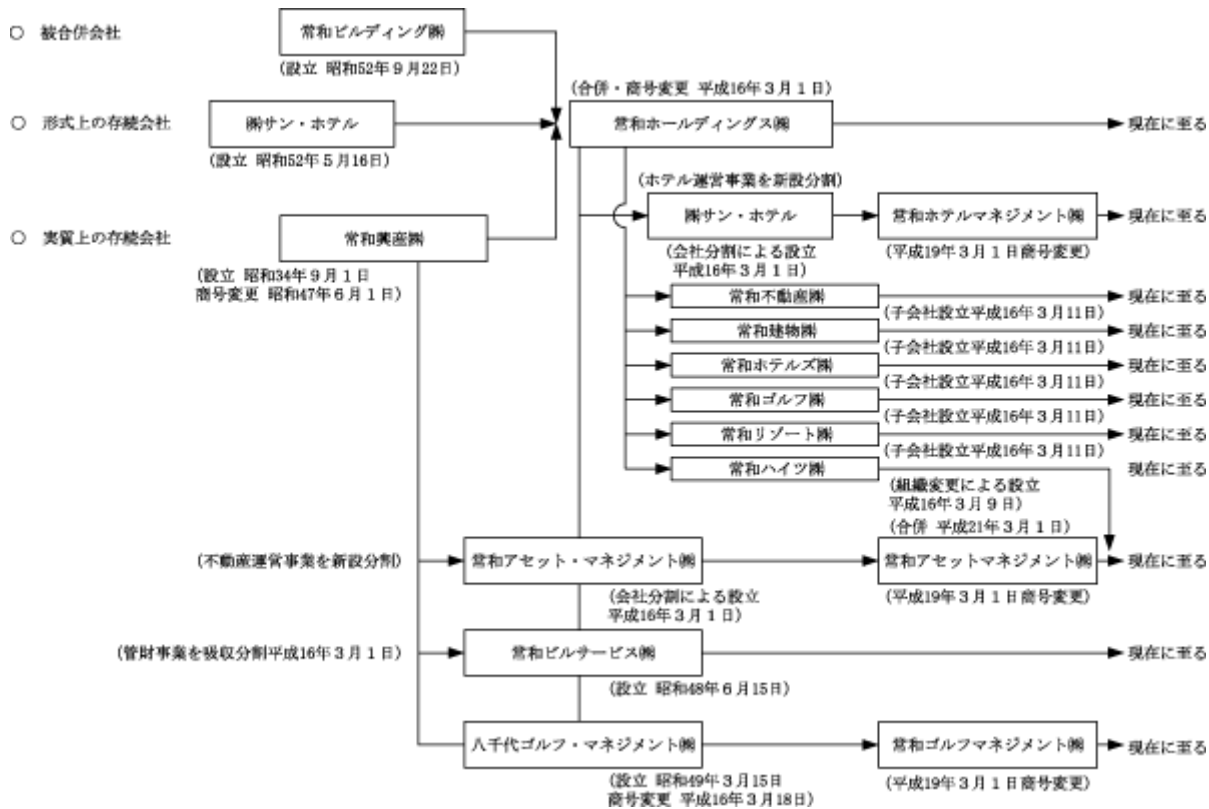 ○ 被合併会社
常和ビルディング㈱
(設立 昭和52年9月22日)
(合併・商号変更 平成16年3月1日)
○ 形式上の存続会社
㈱サン・ホテル
常和ホールディングス㈱
現在に至る
(設立 昭和52年5月16日)
(ホテル運営事業を新設分割)
㈱サン・ホテル
常和ホテルマネジメント㈱
現在に至る
○ 実質上の存続会社
常和興産㈱
(会社分割による設立
平成16年3月1日)
(平成19年3月1日商号変更)
(設立 昭和34年9月1日
商号変更 昭和47年6月1日)
常和不動産㈱
現在に至る
(子会社設立平成16年3月11日)
常和建物㈱
現在に至る
(子会社設立平成16年3月11日)
常和ホテルズ㈱
現在に至る
(子会社設立平成16年3月11日)
常和ゴルフ㈱
現在に至る
(子会社設立平成16年3月11日)
常和リゾート㈱
現在に至る
(子会社設立平成16年3月11日)
常和ハイツ㈱
現在に至る
(組織変更による設立
平成16年3月9日)
(合併 平成21年3月1日)
(不動産運営事業を新設分割)
常和アセット・マネジメント㈱
常和アセットマネジメント㈱
現在に至る
(会社分割による設立
平成16年3月1日)
(平成19年3月1日商号変更)
(管財事業を吸収分割平成16年3月1日)
常和ビルサービス㈱
現在に至る
(設立 昭和48年6月15日)
八千代ゴルフ・マネジメント㈱
常和ゴルフマネジメント㈱
現在に至る
(設立 昭和49年3月15日
商号変更 平成16年3月18日)
(平成19年3月1日商号変更)